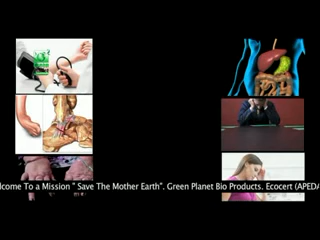 lcome To a Mission " Save The Mother Earth". Green Planet Bio Products. Ecocert (APEDA